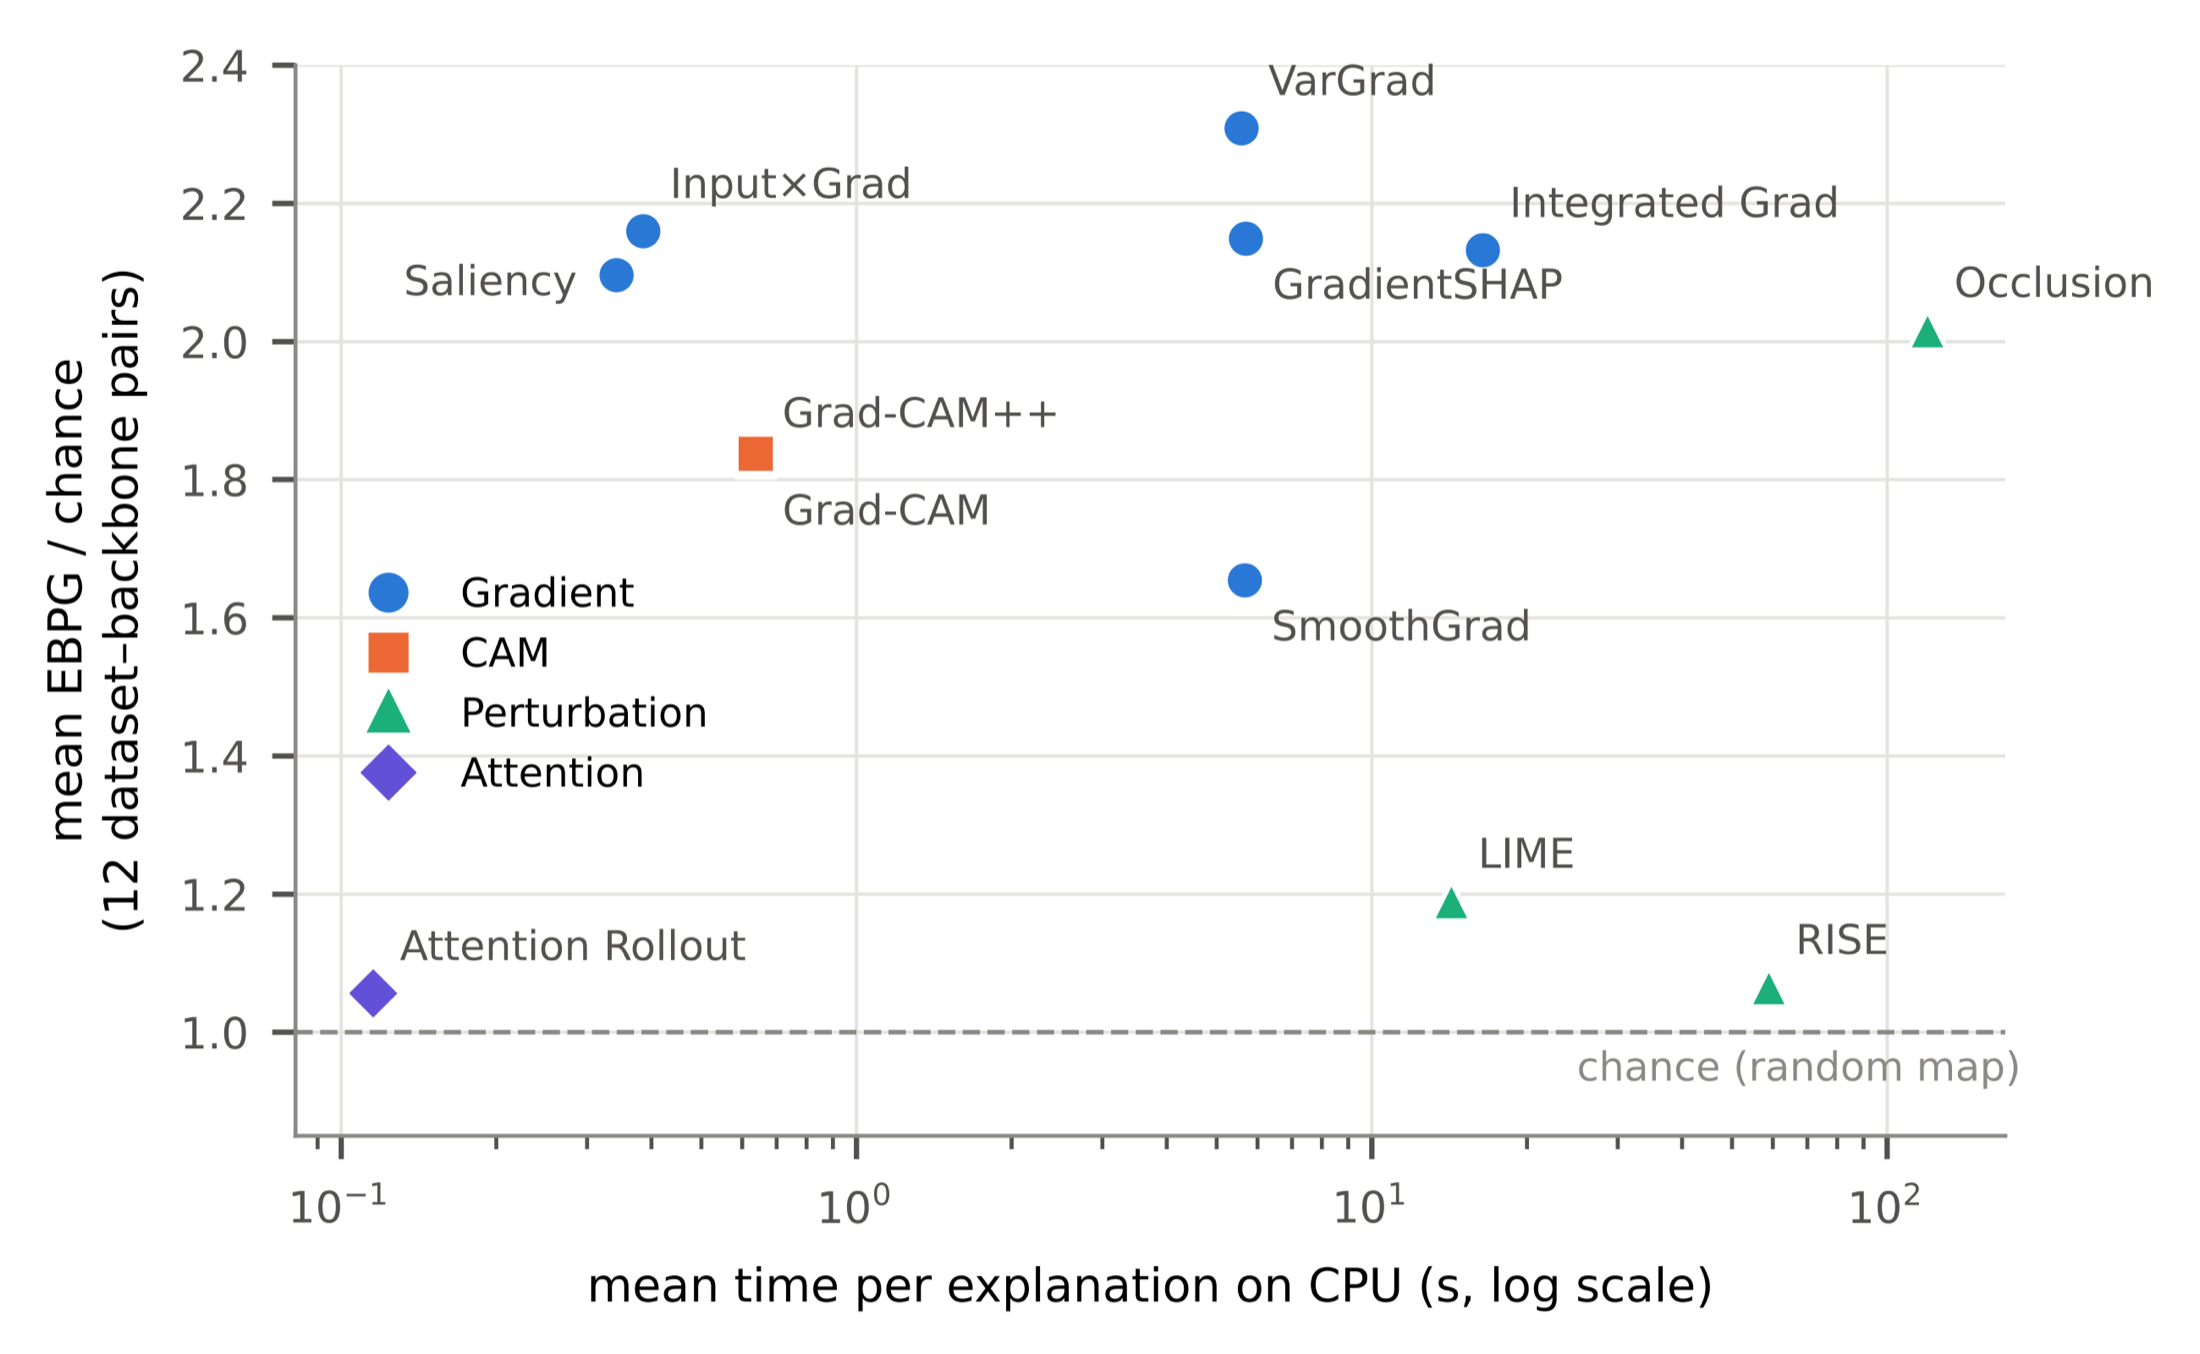 mean EBPG / chance
(12 dataset–backbone pairs)
2.4
2.2
2.0
1.8
1.6
1.4
1.2
1.0
VarGrad
Input×Grad
Integrated Grad
Saliency
GradientSHAP
Occlusion
Grad-CAM++
Grad-CAM
SmoothGrad
Gradient
CAM
Perturbation
Attention
LIME
RISE
Attention Rollout
chance (random map)
10⁻¹
10⁰
10¹
10²
mean time per explanation on CPU (s, log scale)